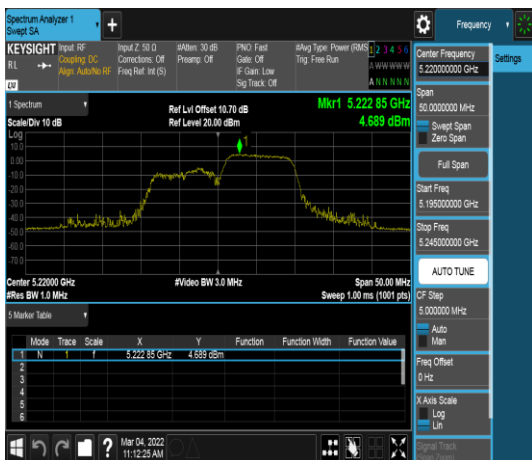 Spectrum Analyzer 1
Swept SA
+
Frequency
KEYSIGHT
Input: RF
Input Z: 50 Ω
#Atten: 30 dB
PNO: Fast
#Avg Type: Power (RMS)
1 2 3 4 5 6
RL
Coupling: DC
Corrections: Off
Preamp: Off
Gate: Off
Trig: Free Run
A W W W W W
Align: Auto/No RF
Freq Ref: Int (S)
IF Gain: Low
Sig Track: Off
A N N N N N
LXI
1 Spectrum
Ref Lvl Offset 10.70 dB
Mkr1 5.222 85 GHz
Scale/Div 10 dB
Ref Level 20.00 dBm
4.689 dBm
Log
10.0
0.00
-10.0
-20.0
-30.0
-40.0
-50.0
-60.0
-70.0
1
Center 5.22000 GHz
#Video BW 3.0 MHz
Span 50.00 MHz
#Res BW 1.0 MHz
Sweep 1.00 ms (1001 pts)
5 Marker Table
Mode Trace Scale X Y Function Function Width Function Value
1 N 1 f 5.222 85 GHz 4.689 dBm
2
3
4
5
6
Mar 04, 2022
11:12:25 AM
?
Settings
Center Frequency
5.220000000 GHz
Span
50.0000000 MHz
Swept Span
Zero Span
Full Span
Start Freq
5.195000000 GHz
Stop Freq
5.245000000 GHz
AUTO TUNE
CF Step
5.000000 MHz
Auto
Man
Freq Offset
0 Hz
X Axis Scale
Log
Lin
Signal Track
(Span Zoom)